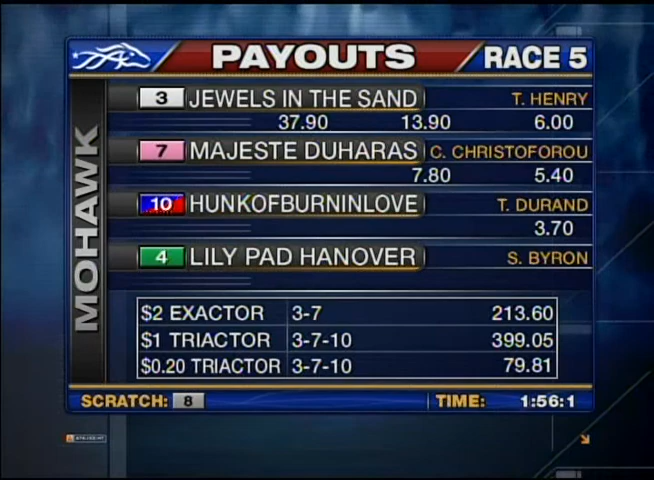 PAYOUTS RACE 5
MOHAWK
3 JEWELS IN THE SAND T. HENRY
37.90 13.90 6.00
7 MAJESTE DUHARAS C. CHRISTOFOROU
7.80 5.40
10 HUNKOFBURNINLOVE T. DURAND
3.70
4 LILY PAD HANOVER S. BYRON
$2 EXACTOR 3-7 213.60
$1 TRIACTOR 3-7-10 399.05
$0.20 TRIACTOR 3-7-10 79.81
SCRATCH: 8 TIME: 1:56:1